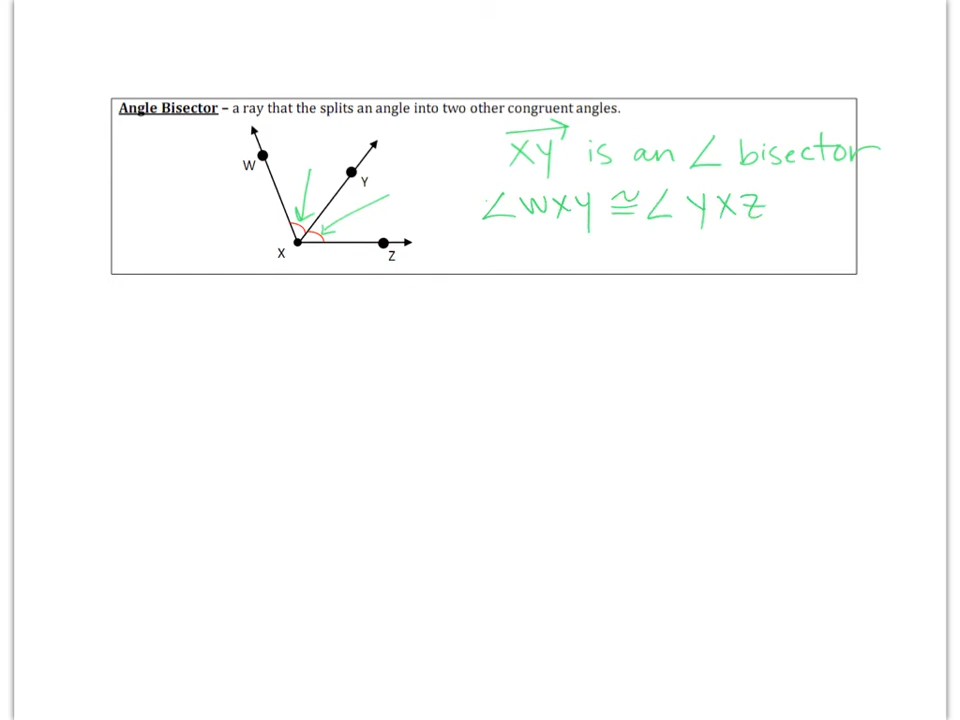 Angle Bisector – a ray that the splits an angle into two other congruent angles.
XY is an ∠ bisector
∠WXY ≅ ∠YXZ
W
Y
X
Z